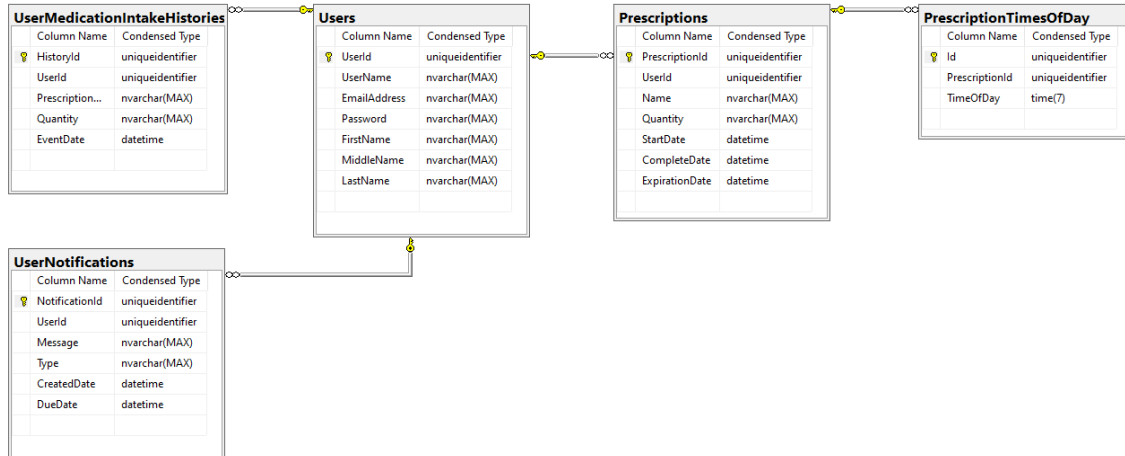 UserMedicationIntakeHistories
Column Name Condensed Type
HistoryId uniqueidentifier
UserId uniqueidentifier
Prescription... nvarchar(MAX)
Quantity nvarchar(MAX)
EventDate datetime
Users
Column Name Condensed Type
UserId uniqueidentifier
UserName nvarchar(MAX)
EmailAddress nvarchar(MAX)
Password nvarchar(MAX)
FirstName nvarchar(MAX)
MiddleName nvarchar(MAX)
LastName nvarchar(MAX)
Prescriptions
Column Name Condensed Type
PrescriptionId uniqueidentifier
UserId uniqueidentifier
Name nvarchar(MAX)
Quantity nvarchar(MAX)
StartDate datetime
CompleteDate datetime
ExpirationDate datetime
PrescriptionTimesOfDay
Column Name Condensed Type
Id uniqueidentifier
PrescriptionId uniqueidentifier
TimeOfDay time(7)
UserNotifications
Column Name Condensed Type
NotificationId uniqueidentifier
UserId uniqueidentifier
Message nvarchar(MAX)
Type nvarchar(MAX)
CreatedDate datetime
DueDate datetime